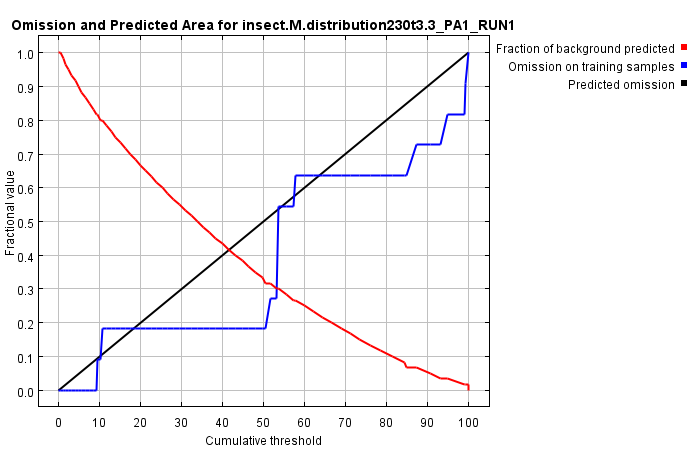 Omission and Predicted Area for insect.M.distribution230t3.3_PA1_RUN1
Fraction of background predicted
Omission on training samples
Predicted omission
Fractional value
1.0
0.9
0.8
0.7
0.6
0.5
0.4
0.3
0.2
0.1
0.0
0 10 20 30 40 50 60 70 80 90 100
Cumulative threshold